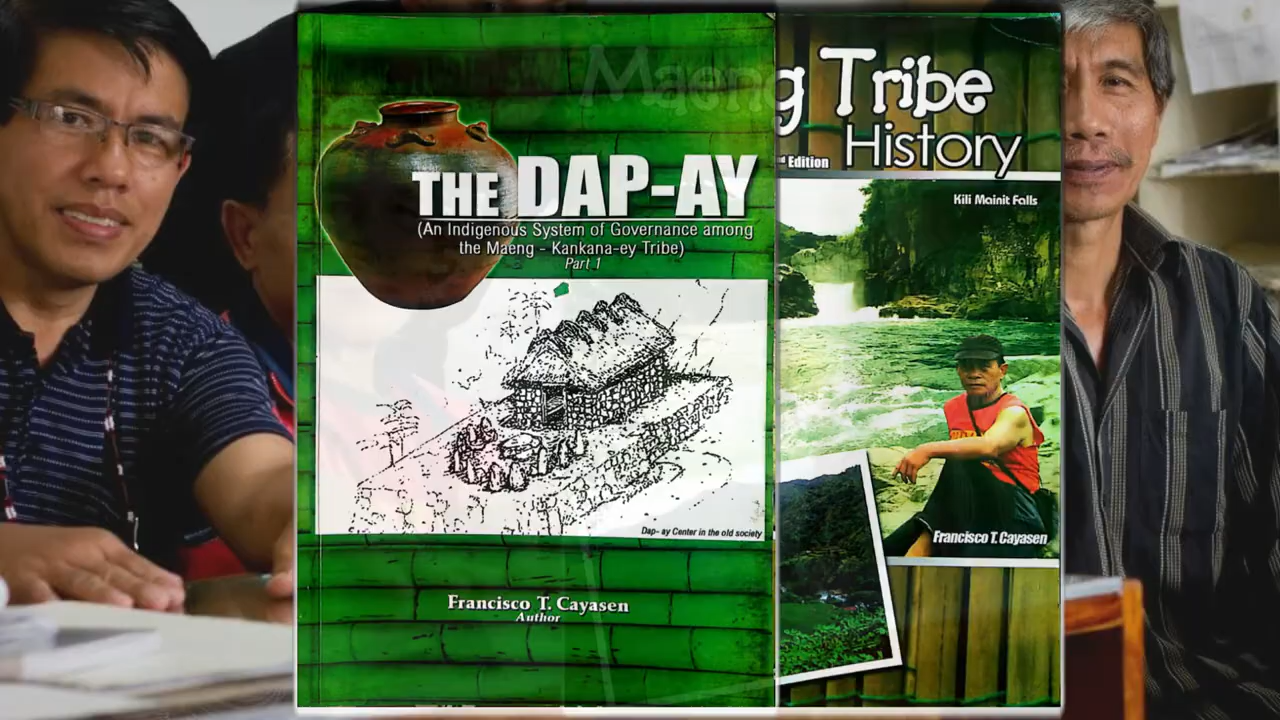 THE DAP-AY
(An Indigenous System of Governance among
the Maeng - Kankana-ey Tribe)
Part 1
Dap- ay Center in the old society
Francisco T. Cayasen
Author
Maeng Tribe
History
Edition
Kili Mainit Falls
Francisco T. Cayasen